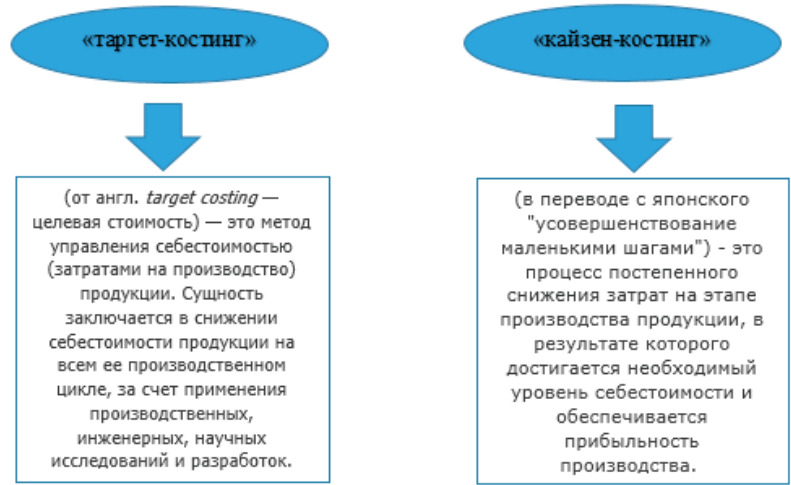 «таргет-костинг»
(от англ. target costing —
целевая стоимость) — это метод
управления себестоимостью
(затратами на производство)
продукции. Сущность
заключается в снижении
себестоимости продукции на
всем ее производственном
цикле, за счет применения
производственных,
инженерных, научных
исследований и разработок.
«кайзен-костинг»
(в переводе с японского
"усовершенствование
маленькими шагами") - это
процесс постепенного
снижения затрат на этапе
производства продукции, в
результате которого
достигается необходимый
уровень себестоимости и
обеспечивается
прибыльность
производства.